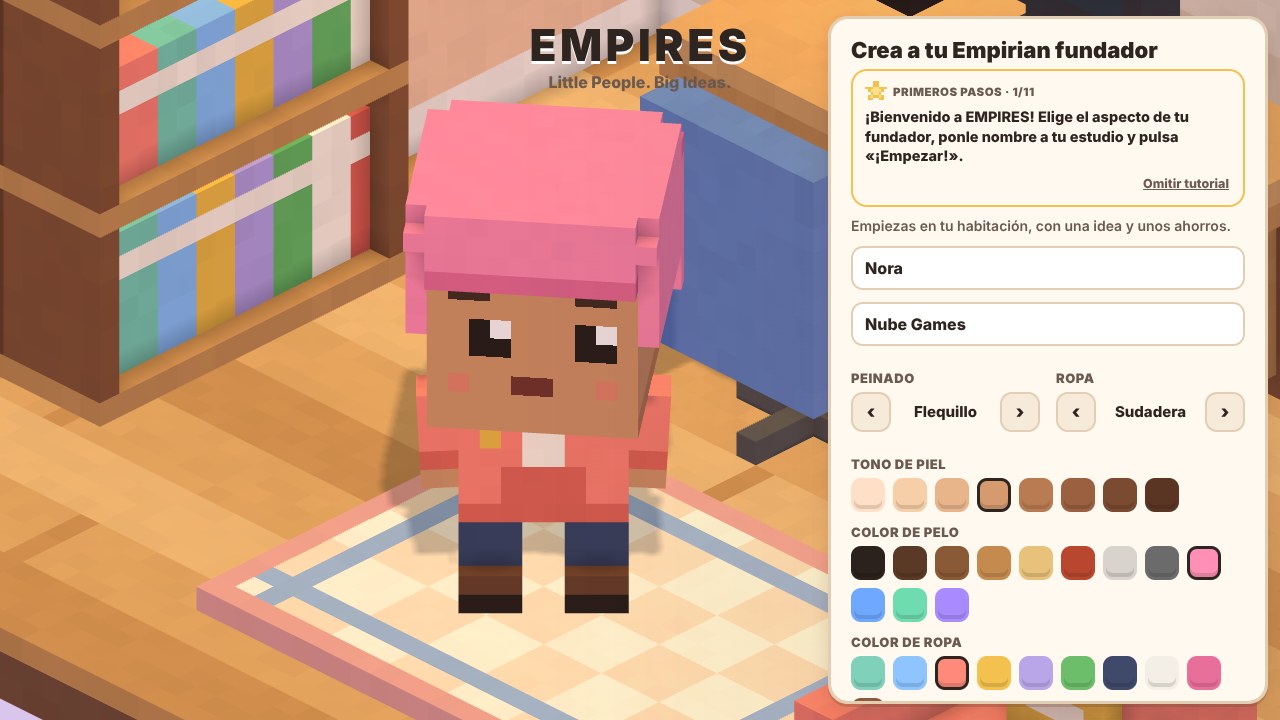 EMPIRES
Little People. Big Ideas.
Crea a tu Empirian fundador
PRIMEROS PASOS · 1/11
¡Bienvenido a EMPIRES! Elige el aspecto de tu
fundador, ponle nombre a tu estudio y pulsa
«¡Empezar!».
Omitir tutorial
Empiezas en tu habitación, con una idea y unos ahorros.
Nora
Nube Games
PEINADO
ROPA
‹ Flequillo ›
‹ Sudadera ›
TONO DE PIEL
COLOR DE PELO
COLOR DE ROPA